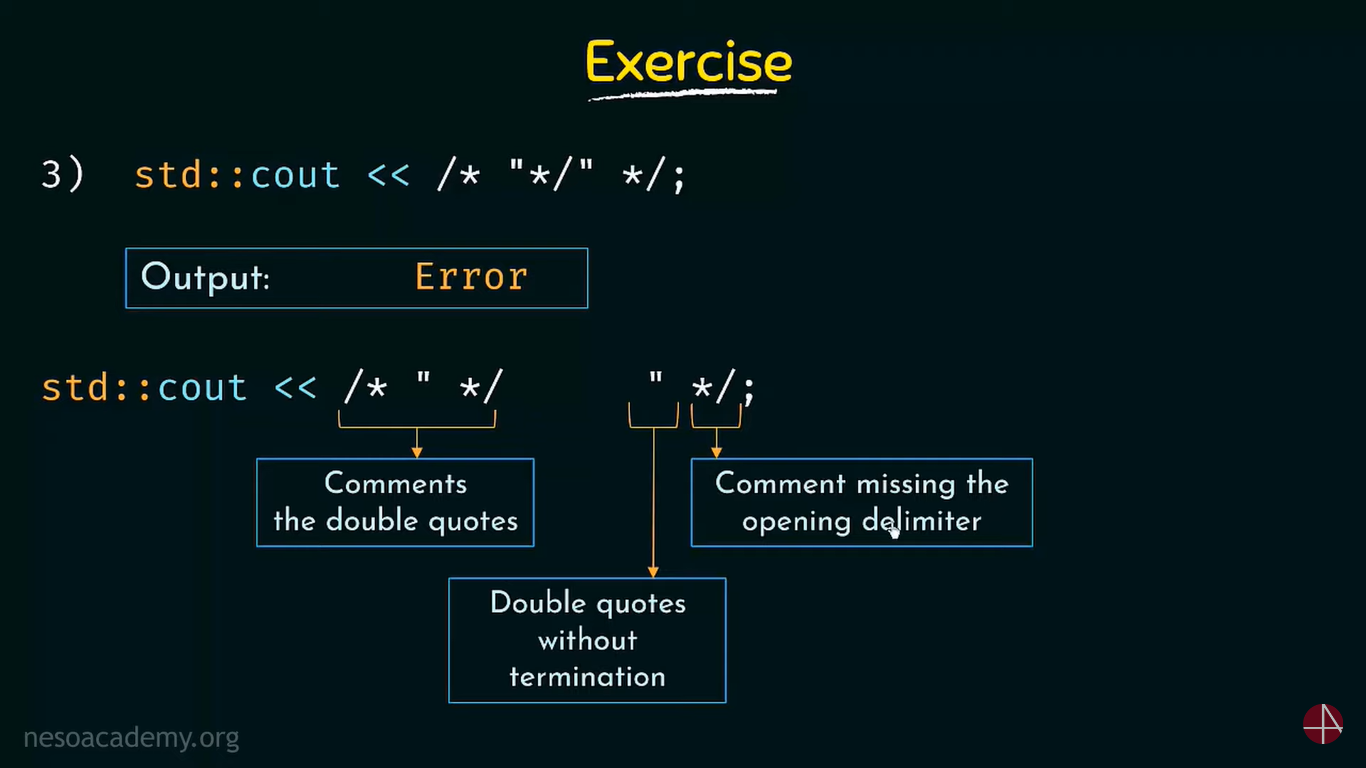 Exercise
3) std::cout << /* "*/" */;
Output: Error
std::cout << /* " */ " */;
Comments
the double quotes
Comment missing the
opening delimiter
Double quotes
without
termination
nesoacademy.org